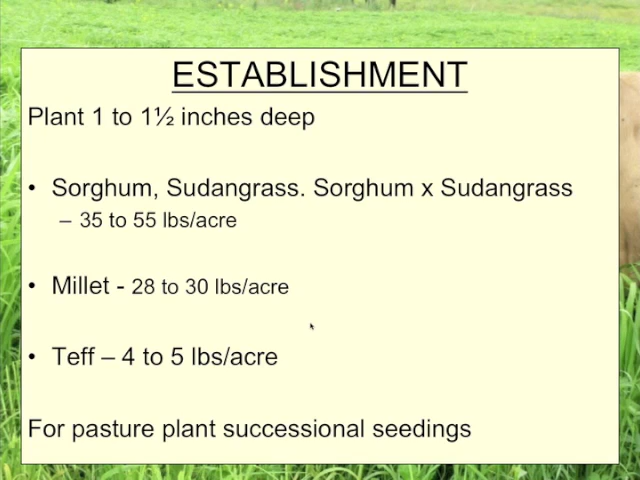 ESTABLISHMENT
Plant 1 to 1½ inches deep
• Sorghum, Sudangrass. Sorghum x Sudangrass
– 35 to 55 lbs/acre
• Millet - 28 to 30 lbs/acre
• Teff – 4 to 5 lbs/acre
For pasture plant successional seedings